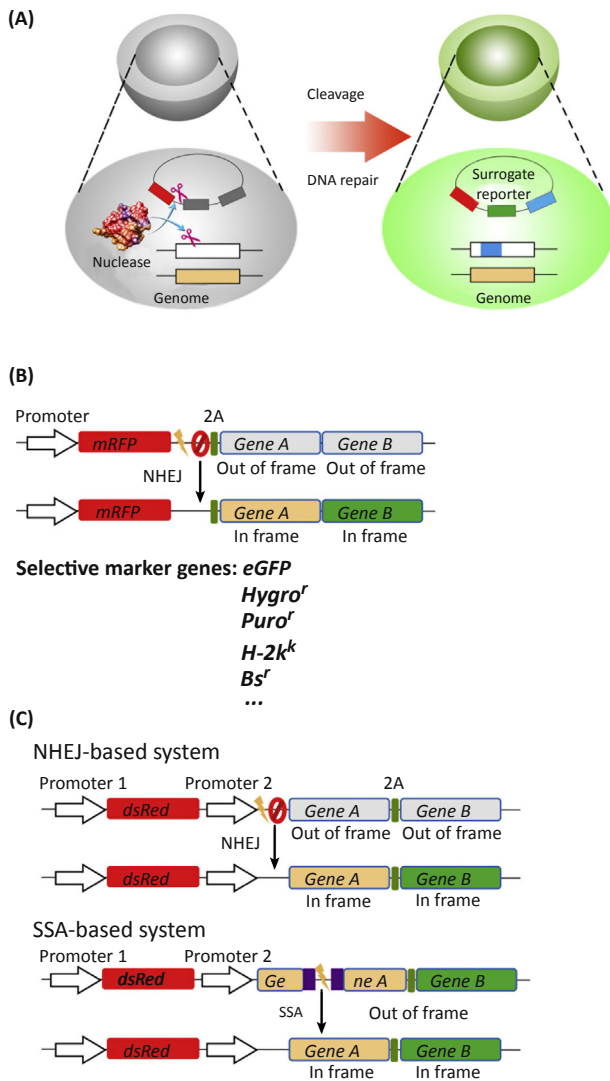 (A)
Cleavage
DNA repair
Nuclease
Genome
Surrogate
reporter
Genome
(B)
Promoter
2A
mRFP
Gene A
Gene B
Out of frame
Out of frame
NHEJ
mRFP
Gene A
Gene B
In frame
In frame
Selective marker genes: eGFP
Hygroʳ
Puroʳ
H-2kᵏ
Bsʳ
...
(C)
NHEJ-based system
Promoter 1
Promoter 2
2A
dsRed
Gene A
Gene B
Out of frame
Out of frame
NHEJ
dsRed
Gene A
Gene B
In frame
In frame
SSA-based system
Promoter 1
Promoter 2
dsRed
Ge
ne A
Gene B
Out of frame
SSA
dsRed
Gene A
Gene B
In frame
In frame